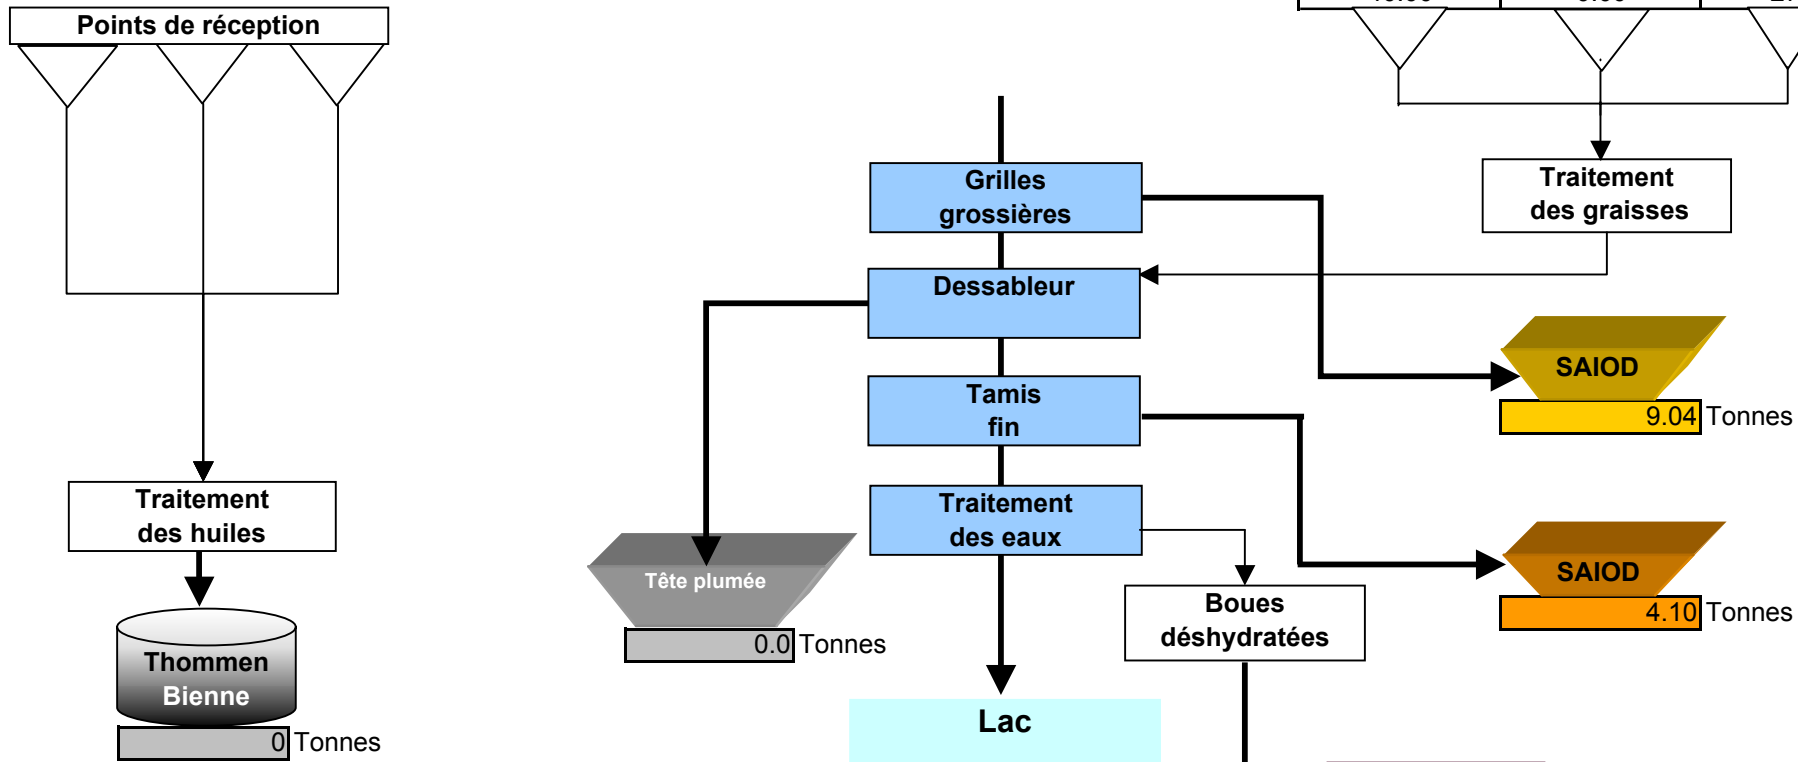 Points de réception
Grilles
grossières
Traitement
des graisses
Dessableur
SAIOD
9.04 Tonnes
Tamis
fin
Traitement
des eaux
Traitement
des huiles
Tête plumée
0.0 Tonnes
SAIOD
4.10 Tonnes
Boues
déshydratées
Thommen
Bienne
0 Tonnes
Lac